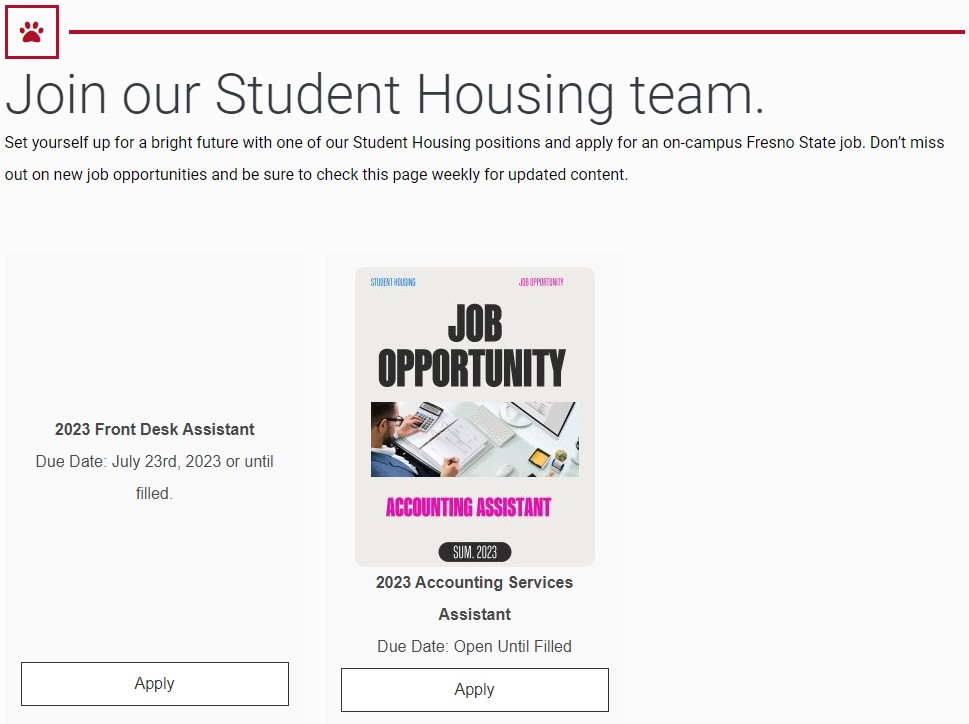 Join our Student Housing team.
Set yourself up for a bright future with one of our Student Housing positions and apply for an on-campus Fresno State job. Don’t miss
out on new job opportunities and be sure to check this page weekly for updated content.
2023 Front Desk Assistant
Due Date: July 23rd, 2023 or until
filled.
Apply
STUDENT HOUSING
JOB OPPORTUNITY
JOB
OPPORTUNITY
ACCOUNTING ASSISTANT
SUM. 2023
2023 Accounting Services
Assistant
Due Date: Open Until Filled
Apply